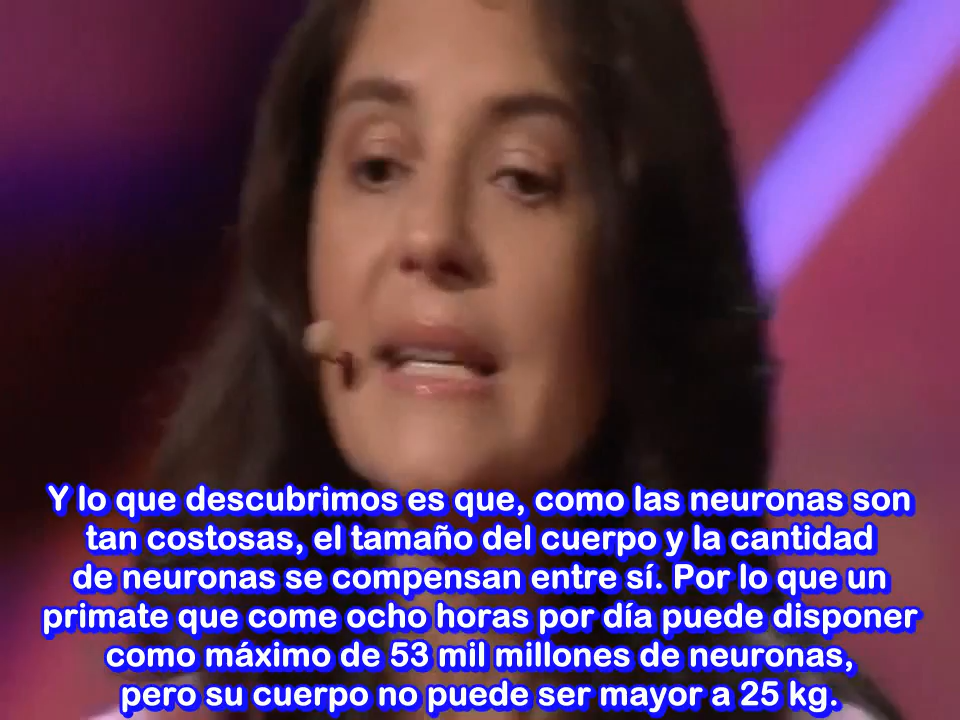 Y lo que descubrimos es que, como las neuronas son
tan costosas, el tamaño del cuerpo y la cantidad
de neuronas se compensan entre sí. Por lo que un
primate que come ocho horas por día puede disponer
como máximo de 53 mil millones de neuronas,
pero su cuerpo no puede ser mayor a 25 kg.